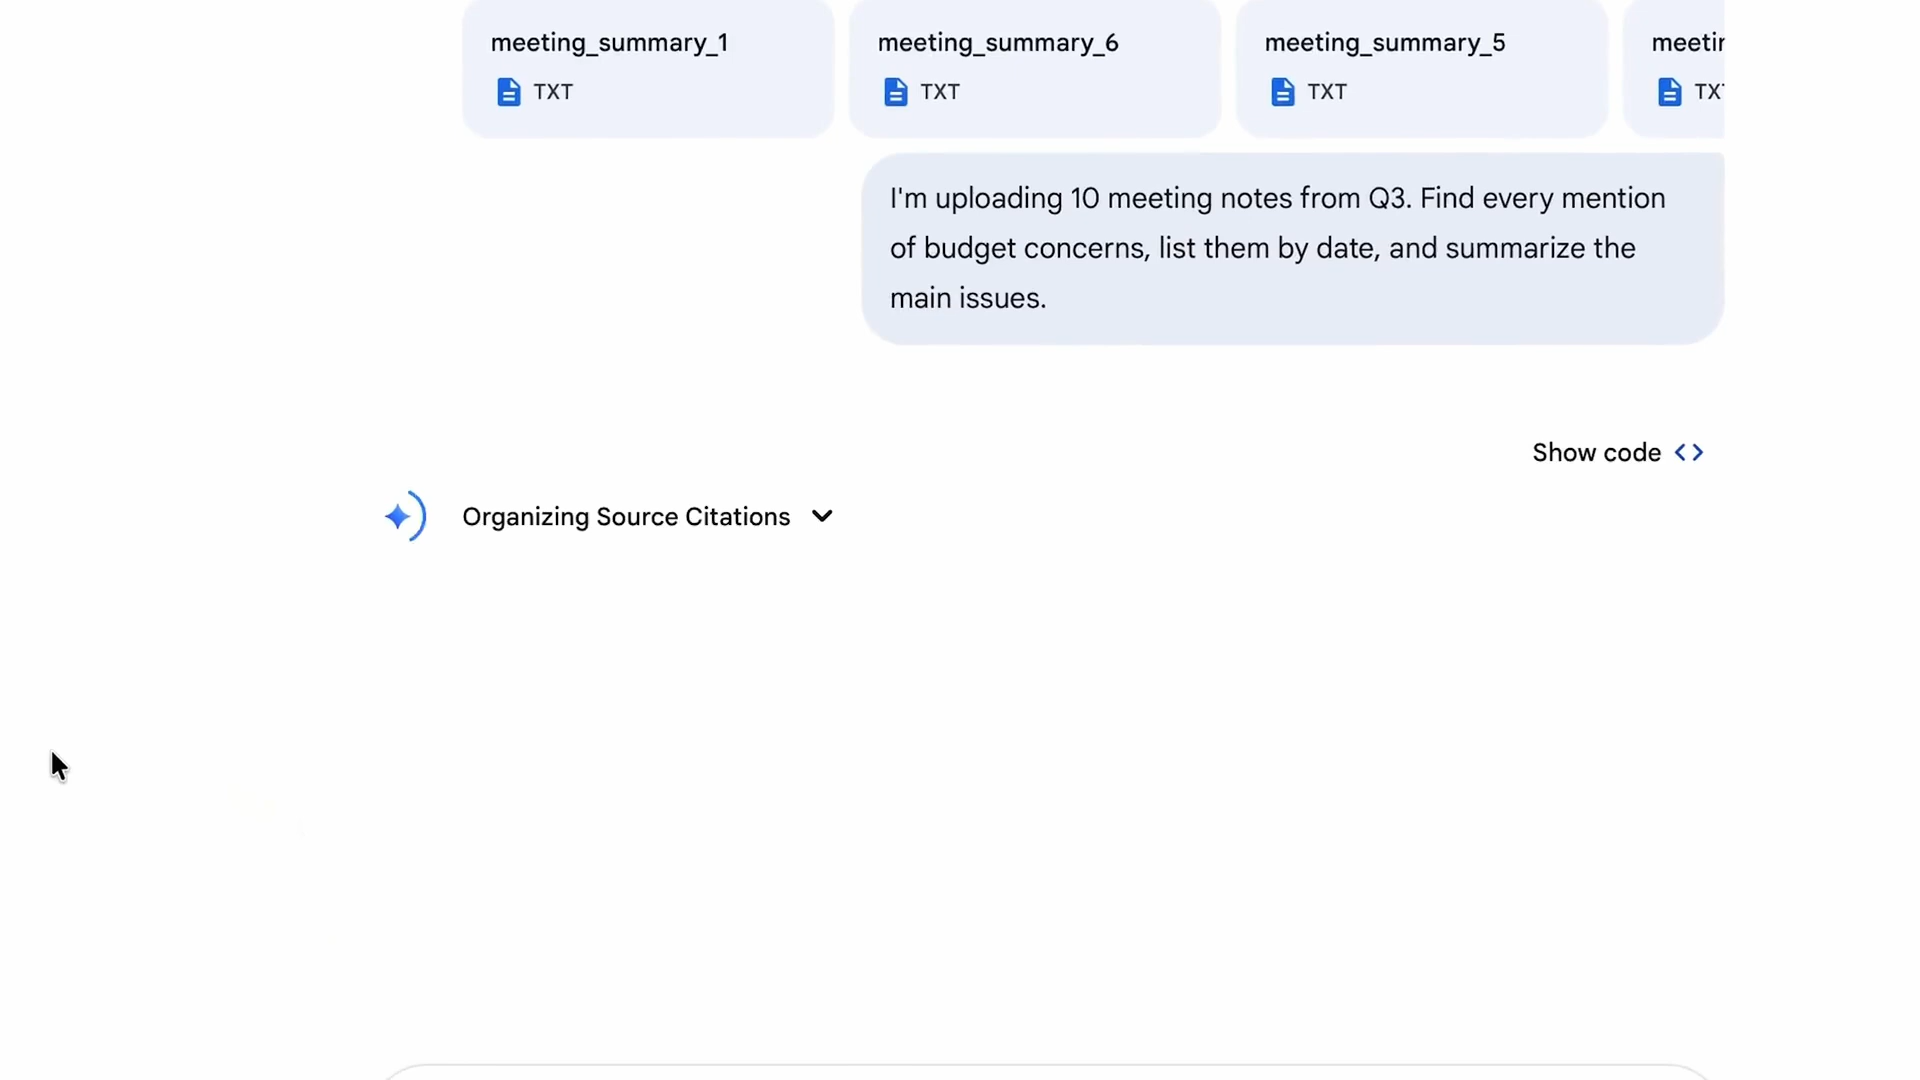 meeting_summary_1
TXT
meeting_summary_6
TXT
meeting_summary_5
TXT
I'm uploading 10 meeting notes from Q3. Find every mention
of budget concerns, list them by date, and summarize the
main issues.
Show code <>
Organizing Source Citations